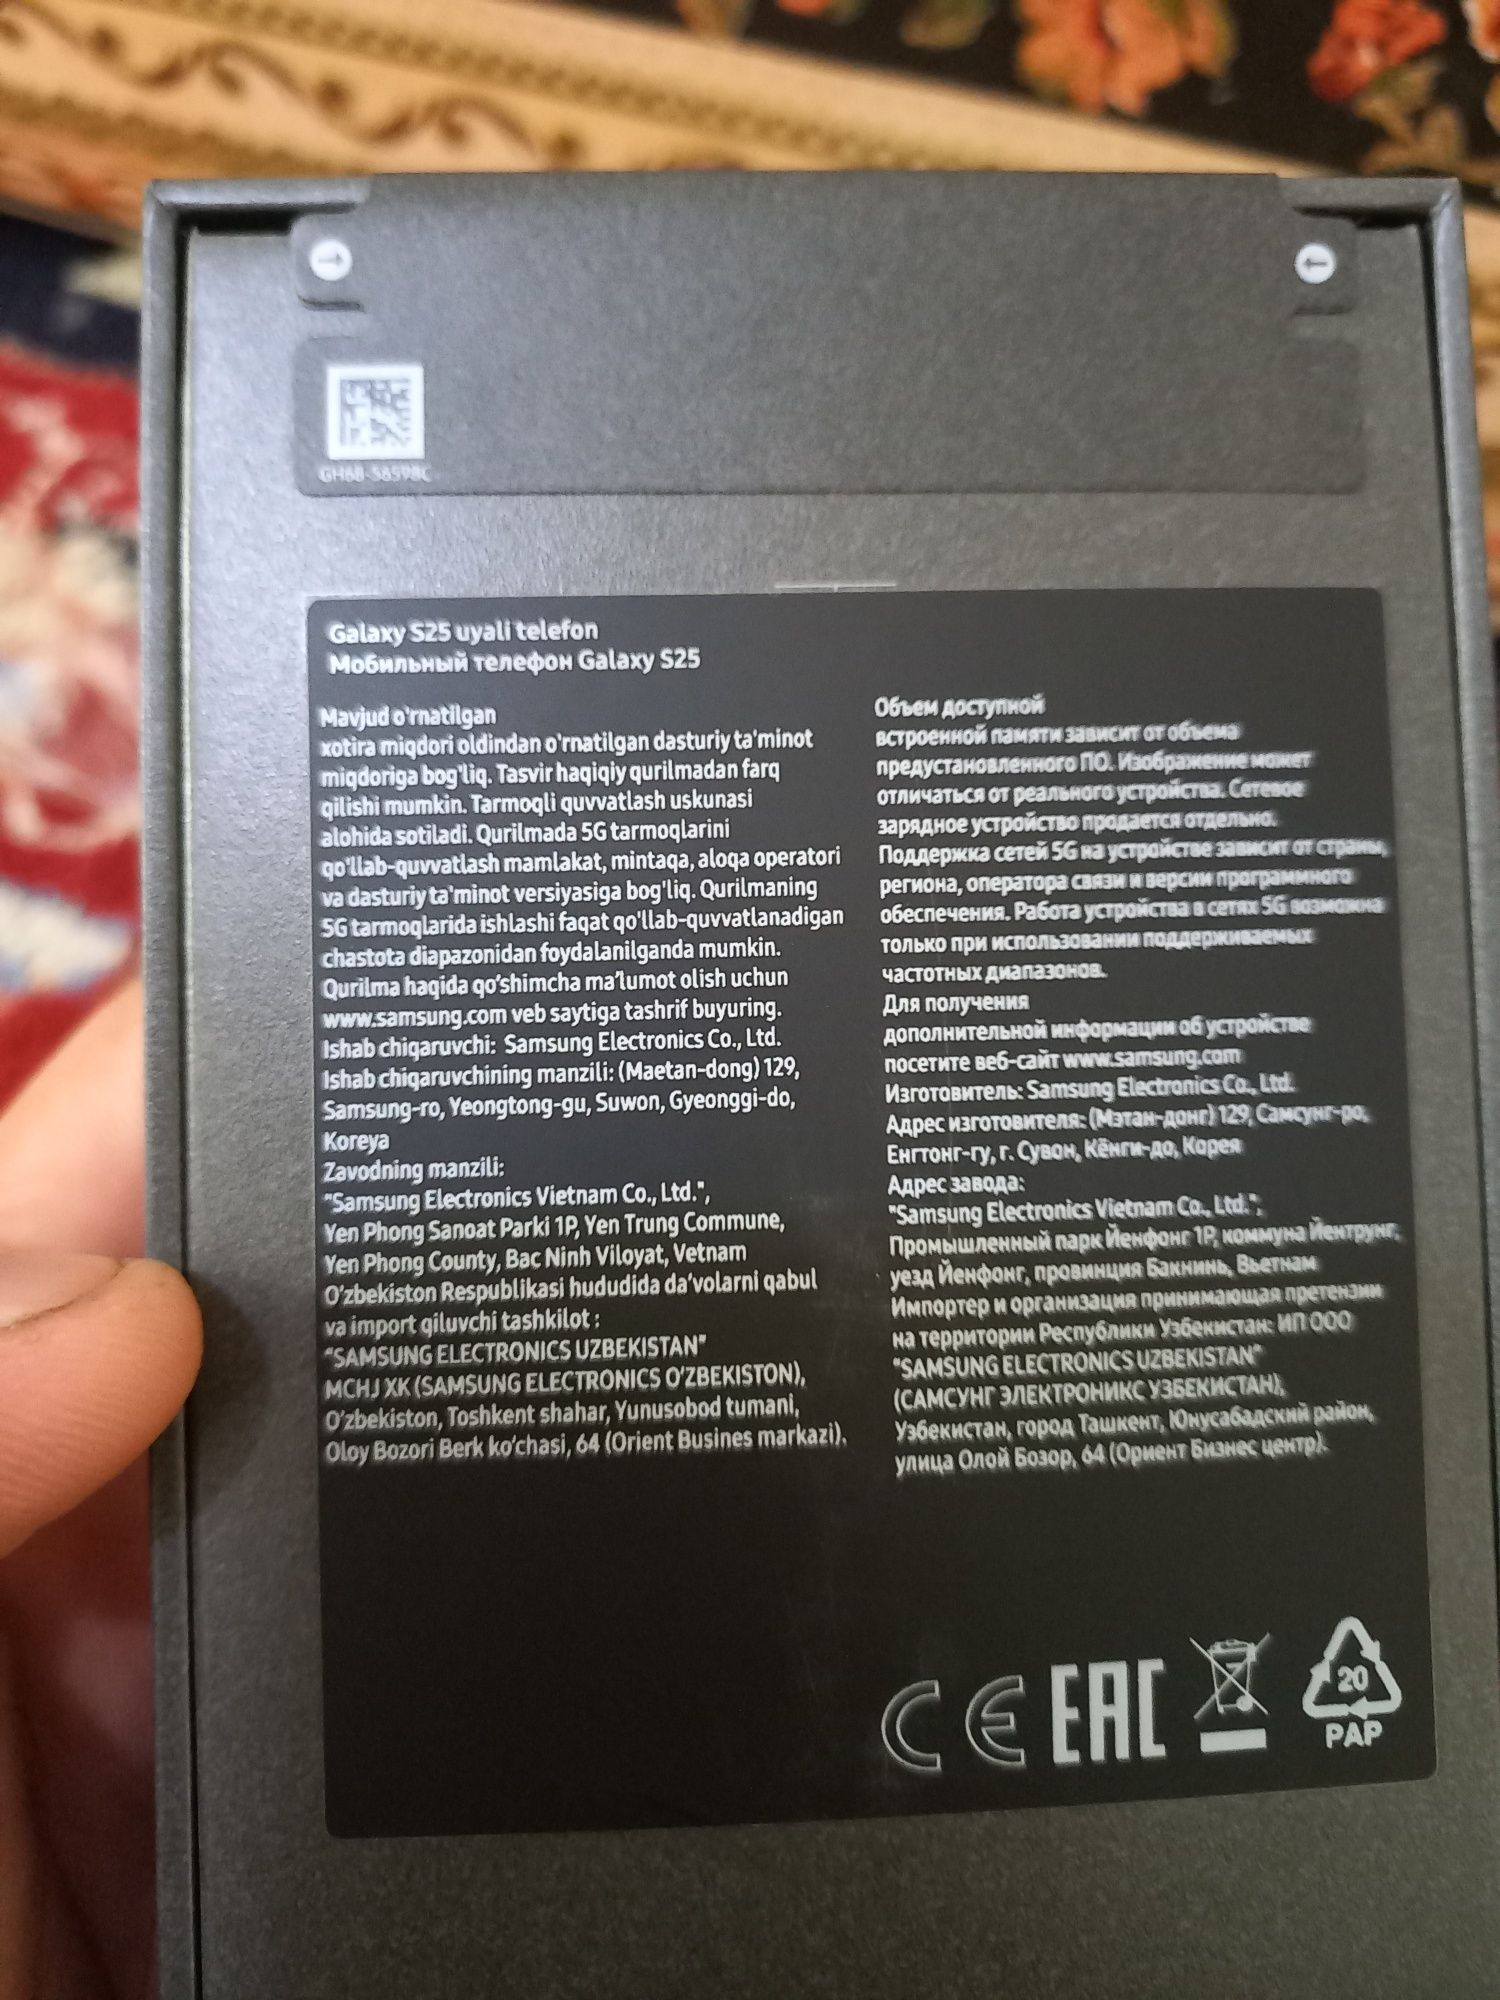 GH68-56598C
Galaxy S25 uyali telefon
Мобильный телефон Galaxy S25
Mavjud o'rnatilgan
xotira miqdori oldindan o'rnatilgan dasturiy ta'minot
miqdoriga bog'liq. Tasvir haqiqiy qurilmadan farq
qilishi mumkin. Tarmoqli quvvatlash uskunasi
alohida sotiladi. Qurilmada 5G tarmoqlarini
qo'llab-quvvatlash mamlakat, mintaqa, aloqa operatori
va dasturiy ta'minot versiyasiga bog'liq. Qurilmaning
5G tarmoqlarida ishlashi faqat qo'llab-quvvatlanadigan
chastota diapazonidan foydalanilganda mumkin.
Qurilma haqida qo‘shimcha ma’lumot olish uchun
www.samsung.com veb saytiga tashrif buyuring.
Ishab chiqaruvchi: Samsung Electronics Co., Ltd.
Ishab chiqaruvchining manzili: (Maetan-dong) 129,
Samsung-ro, Yeongtong-gu, Suwon, Gyeonggi-do,
Koreya
Zavodning manzili:
"Samsung Electronics Vietnam Co., Ltd.",
Yen Phong Sanoat Parki 1P, Yen Trung Commune,
Yen Phong County, Bac Ninh Viloyat, Vetnam
O‘zbekiston Respublikasi hududida da’volarni qabul
va import qiluvchi tashkilot :
"SAMSUNG ELECTRONICS UZBEKISTAN"
MCHJ XK (SAMSUNG ELECTRONICS O‘ZBEKISTON),
O‘zbekiston, Toshkent shahar, Yunusobod tumani,
Oloy Bozori Berk ko‘chasi, 64 (Orient Busines markazi).
Объем доступной
встроенной памяти зависит от объема
предустановленного ПО. Изображение может
отличаться от реального устройства. Сетевое
зарядное устройство продается отдельно.
Поддержка сетей 5G на устройстве зависит от страны,
региона, оператора связи и версии программного
обеспечения. Работа устройства в сетях 5G возможна
только при использовании поддерживаемых
частотных диапазонов.
Для получения
дополнительной информации об устройстве
посетите веб-сайт www.samsung.com
Изготовитель: Samsung Electronics Co., Ltd.
Адрес изготовителя: (Мэтан-донг) 129, Самсунг-ро,
Енгтонг-гу, г. Сувон, Кёнги-до, Корея
Адрес завода:
"Samsung Electronics Vietnam Co., Ltd.",
Промышленный парк Йенфонг 1P, коммуна Йентрунг,
уезд Йенфонг, провинция Бакнинь, Вьетнам
Импортер и организация принимающая претензии
на территории Республики Узбекистан: ИП ООО
"SAMSUNG ELECTRONICS UZBEKISTAN"
(САМСУНГ ЭЛЕКТРОНИКС УЗБЕКИСТАН),
Узбекистан, город Ташкент, Юнусабадский район,
улица Олой Бозор, 64 (Ориент Бизнес центр).
CE EAC
20
PAP